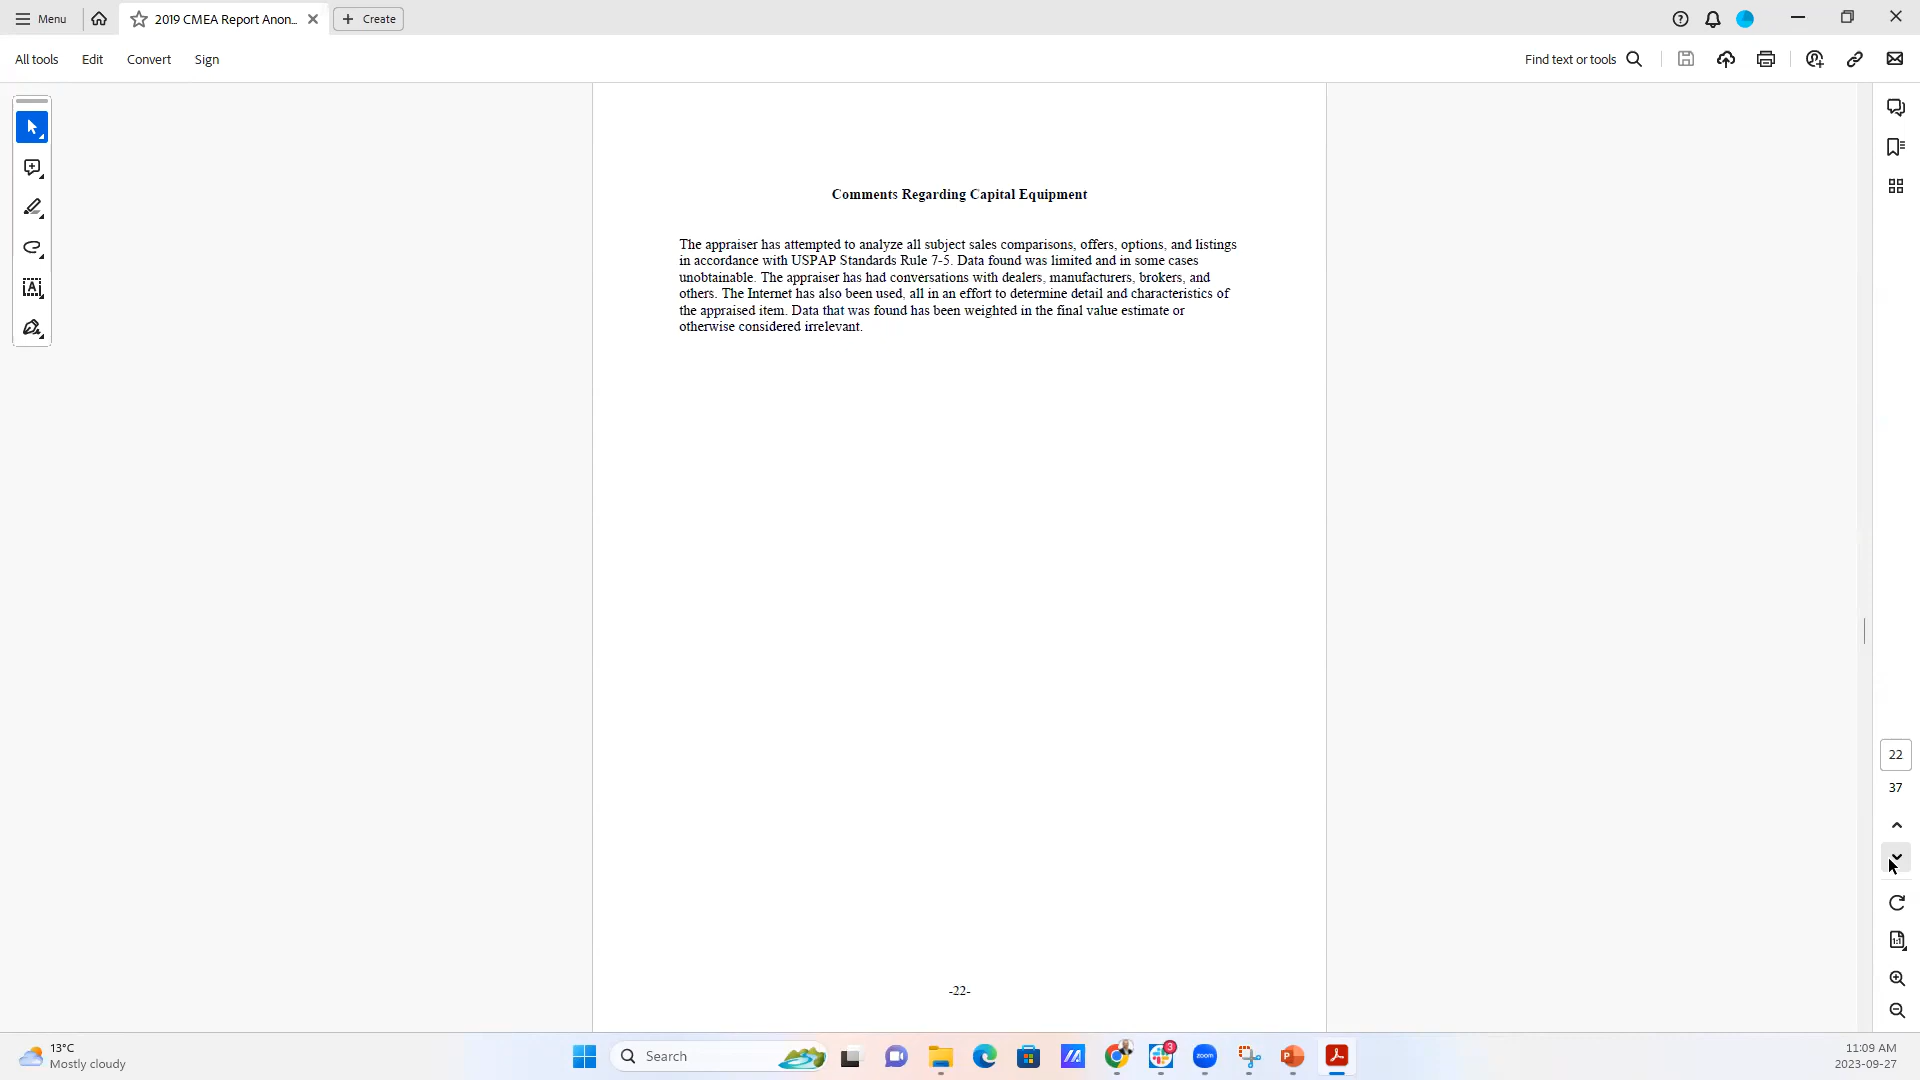 Menu
2019 CMEA Report Anon...
Create
All tools
Edit
Convert
Sign
Find text or tools
Comments Regarding Capital Equipment
The appraiser has attempted to analyze all subject sales comparisons, offers, options, and listings
in accordance with USPAP Standards Rule 7-5. Data found was limited and in some cases
unobtainable. The appraiser has had conversations with dealers, manufacturers, brokers, and
others. The Internet has also been used, all in an effort to determine detail and characteristics of
the appraised item. Data that was found has been weighted in the final value estimate or
otherwise considered irrelevant.
22
37
1:1
-22-
13°C
Mostly cloudy
Search
3
zoom
P
11:09 AM
2023-09-27